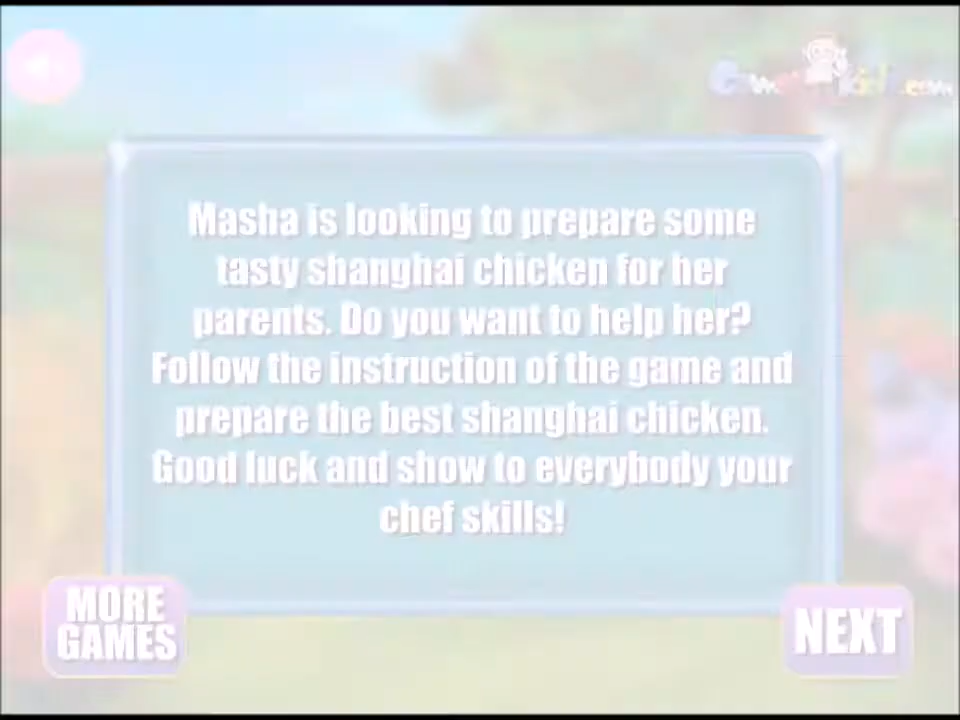 Masha is looking to prepare some
tasty shanghai chicken for her
parents. Do you want to help her?
Follow the instruction of the game and
prepare the best shanghai chicken.
Good luck and show to everybody your
chef skills!
MORE
GAMES
NEXT